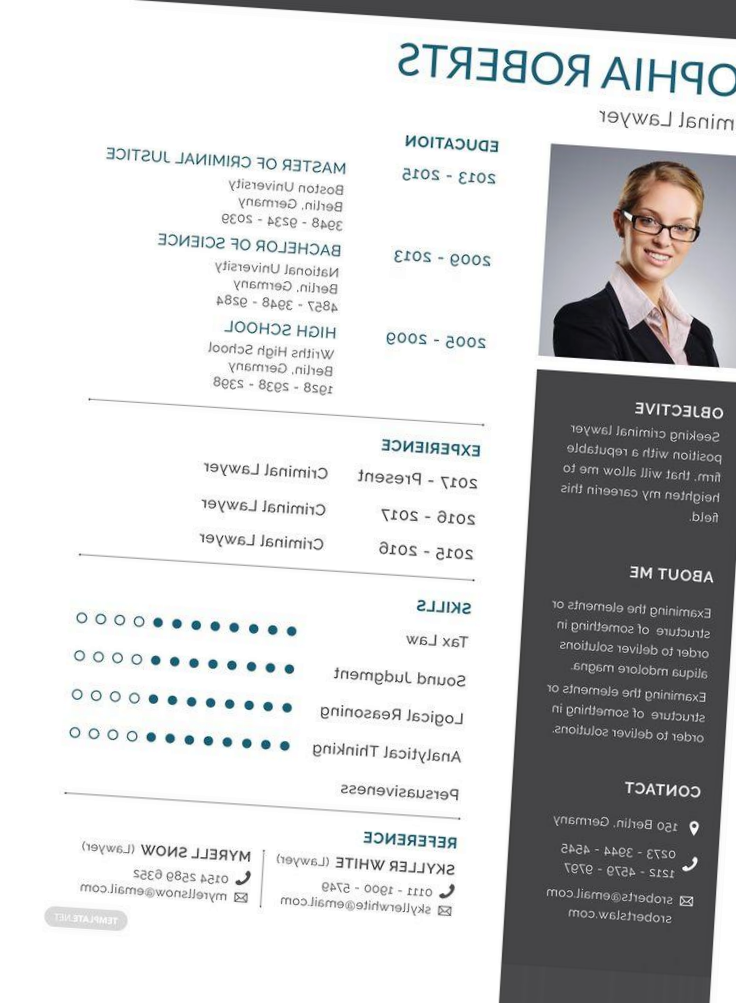 OPHIA ROBERTS
minal Lawyer
OBJECTIVE
Seeking criminal lawyer
position with a reputable
firm, that will allow me to
heighten my careerin this
field.
ABOUT ME
Examining the elements or
structure of something in
order to deliver solutions
aliqua mdolore magna.
Examining the elements or
structure of something in
order to deliver solutions.
CONTACT
150 Berlin, Germany
0273 - 3944 - 4545
1212 - 4579 - 9797
sroberts@email.com
srobertslaw.com
EDUCATION
2013 - 2015 MASTER OF CRIMINAL JUSTICE
Boston University
Berlin, Germany
3948 - 9234 - 2039
2009 - 2013 BACHELOR OF SCIENCE
National University
Berlin, Germany
4857 - 3948 - 9284
2005 - 2009 HIGH SCHOOL
Wriths High School
Berlin, Germany
1928 - 2938 - 2398
EXPERIENCE
2017 - Present Criminal Lawyer
2016 - 2017 Criminal Lawyer
2015 - 2016 Criminal Lawyer
SKILLS
Tax Law
Sound Judgment
Logical Reasoning
Analytical Thinking
Persuasiveness
REFERENCE
SKYLLER WHITE (Lawyer)
0111 - 1900 - 5749
skyllerwhite@email.com
MYRELL SNOW (Lawyer)
0154 2589 6352
myrellsnow@email.com
TEMPLATE.NET